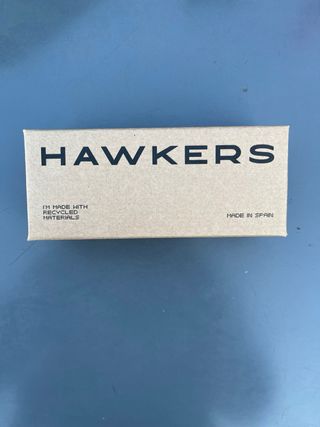 HAWKERS
I'M MADE WITH
RECYCLED
MATERIALS
MADE IN SPAIN